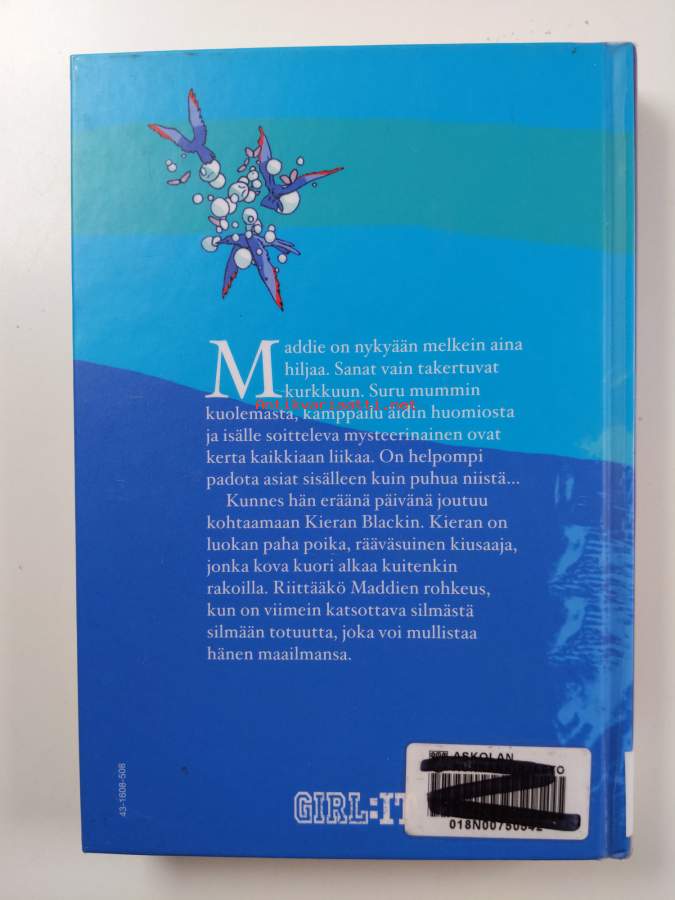 Maddie on nykyään melkein aina
hiljaa. Sanat vain takertuvat
kurkkuun. Suru mummin
Antikvariaatti.net
kuolemasta, kamppailu äidin huomiosta
ja isälle soitteleva mysteerinainen ovat
kerta kaikkiaan liikaa. On helpompi
padota asiat sisälleen kuin puhua niistä...
Kunnes hän eräänä päivänä joutuu
kohtaamaan Kieran Blackin. Kieran on
luokan paha poika, rääväsuinen kiusaaja,
jonka kova kuori alkaa kuitenkin
rakoilla. Riittääkö Maddien rohkeus,
kun on viimein katsottava silmästä
silmään totuutta, joka voi mullistaa
hänen maailmansa.
43-1608-508
GIRL:IT
ASKOLAN